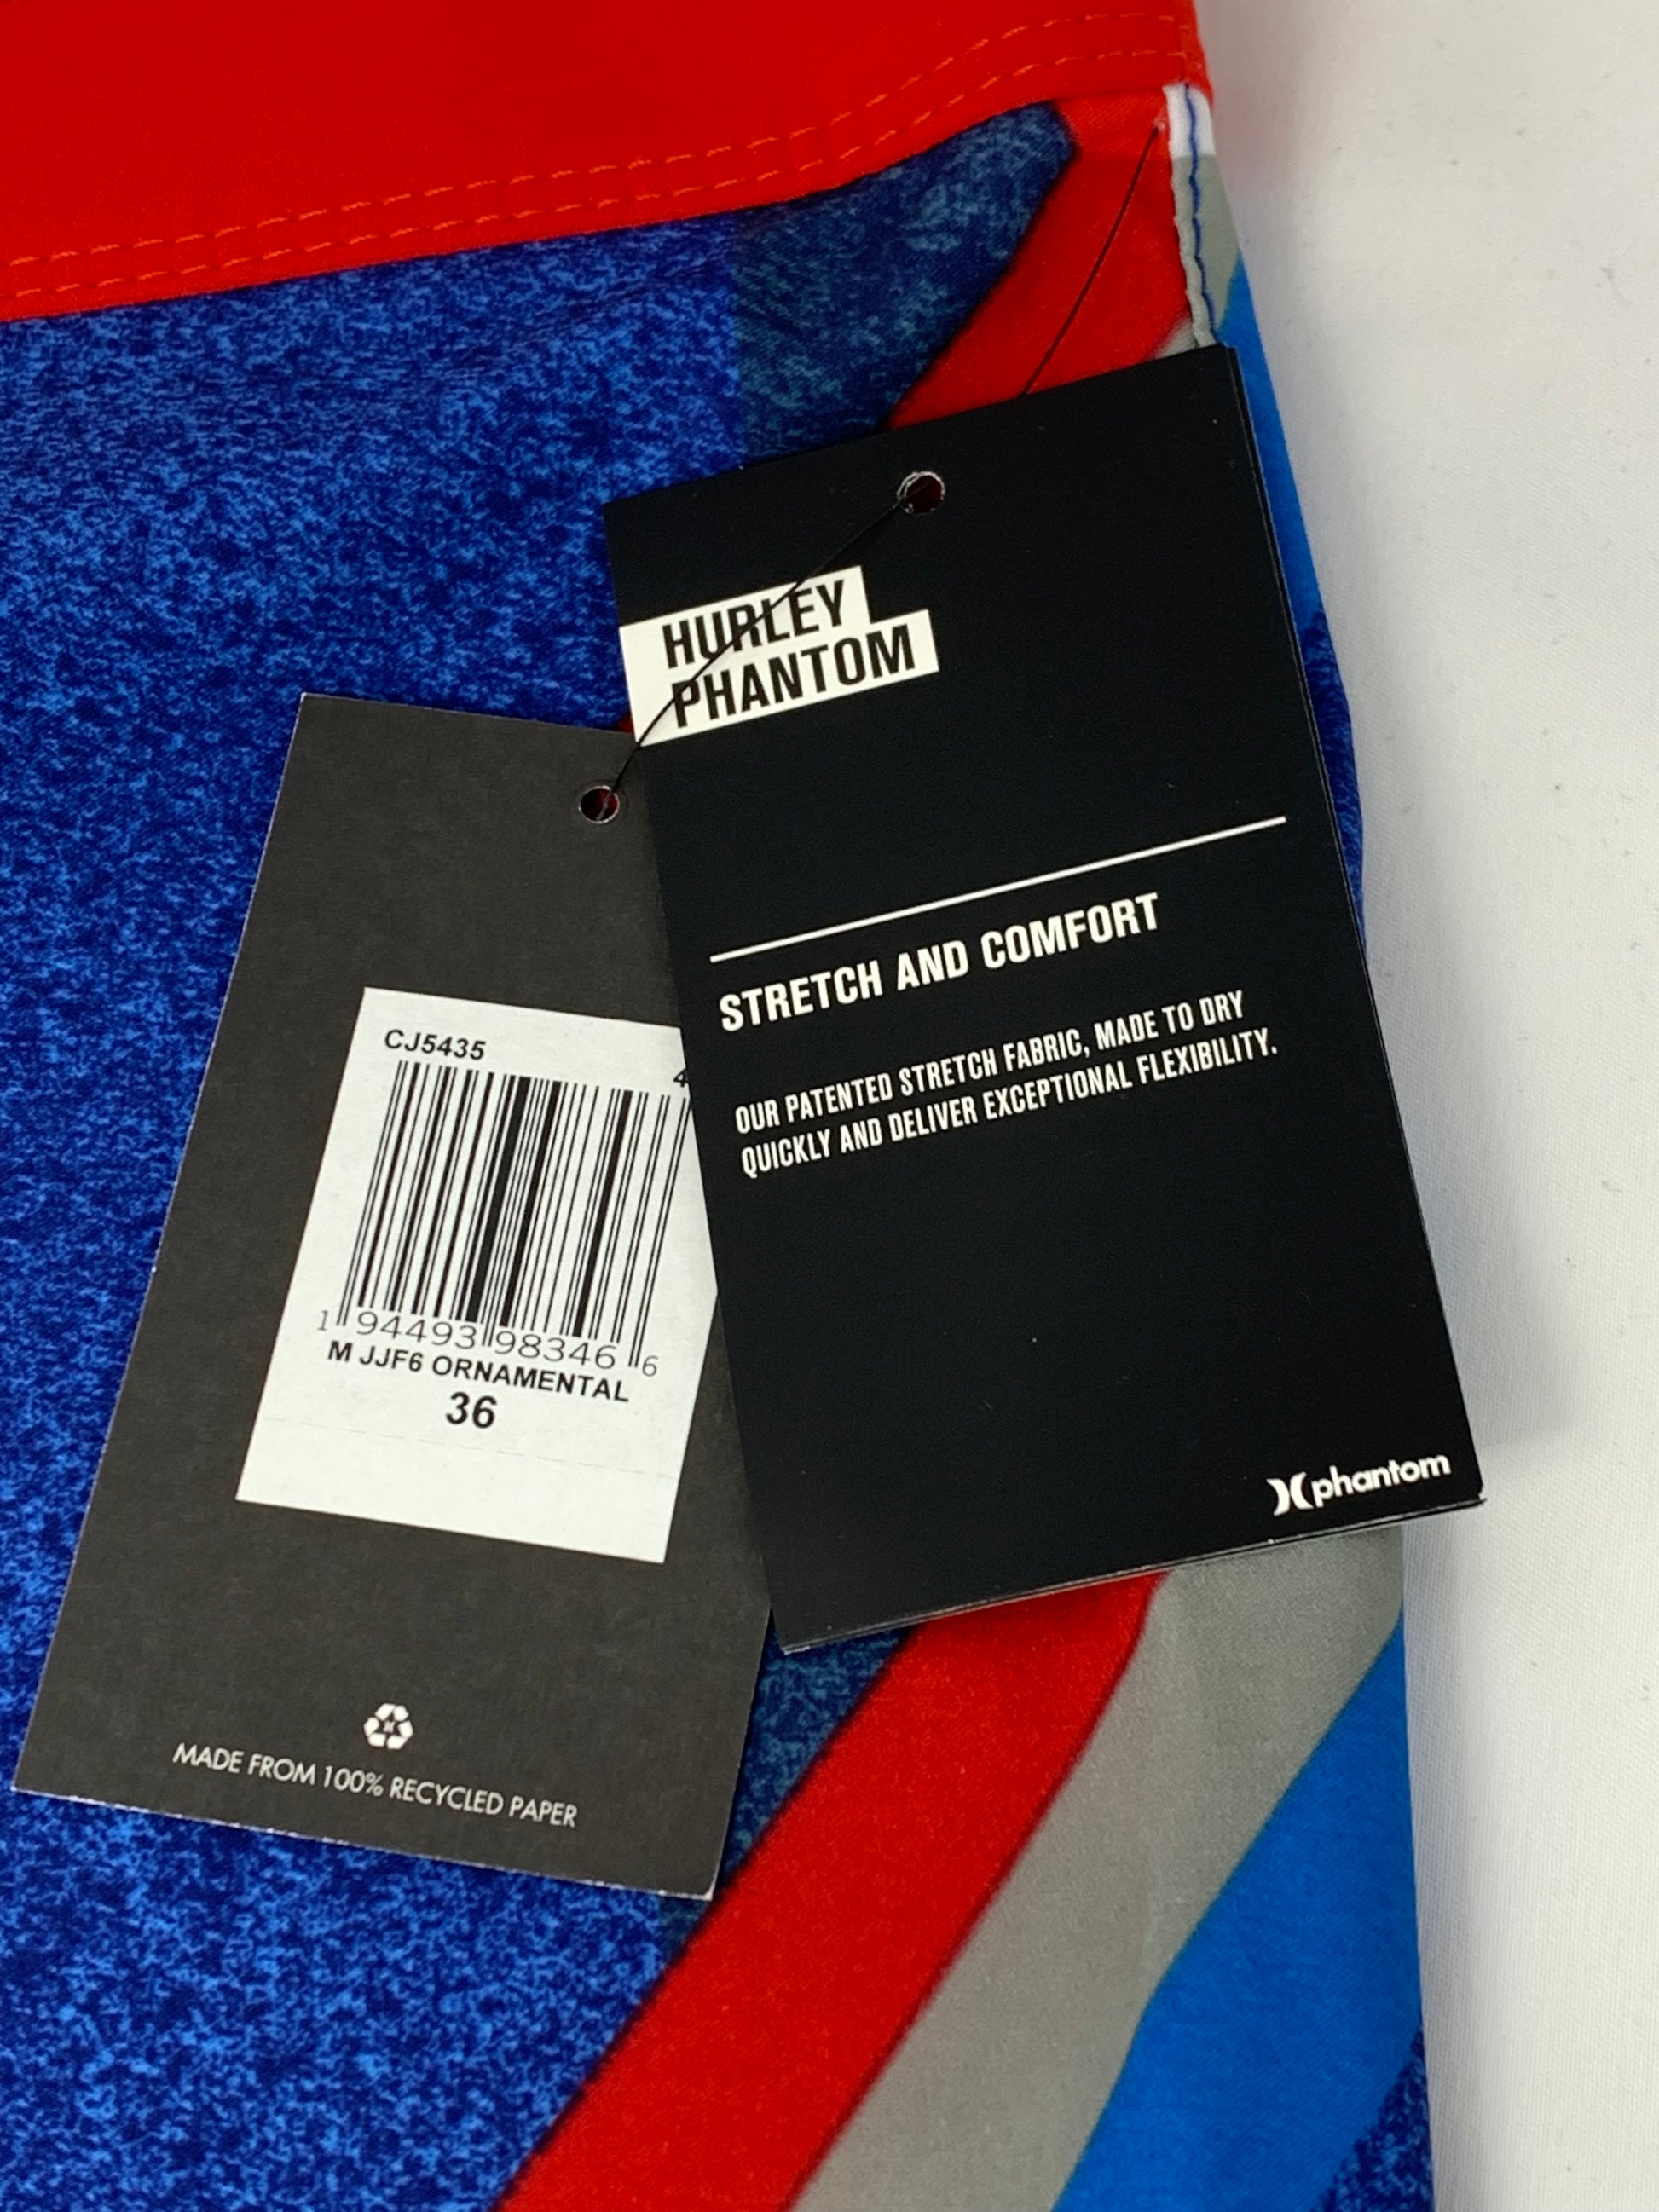 HURLEY
PHANTOM
STRETCH AND COMFORT
OUR PATENTED STRETCH FABRIC, MADE TO DRY
QUICKLY AND DELIVER EXCEPTIONAL FLEXIBILITY.
phantom
CJ5435
4
1 94493 98346 6
M JJF6 ORNAMENTAL
36
MADE FROM 100% RECYCLED PAPER